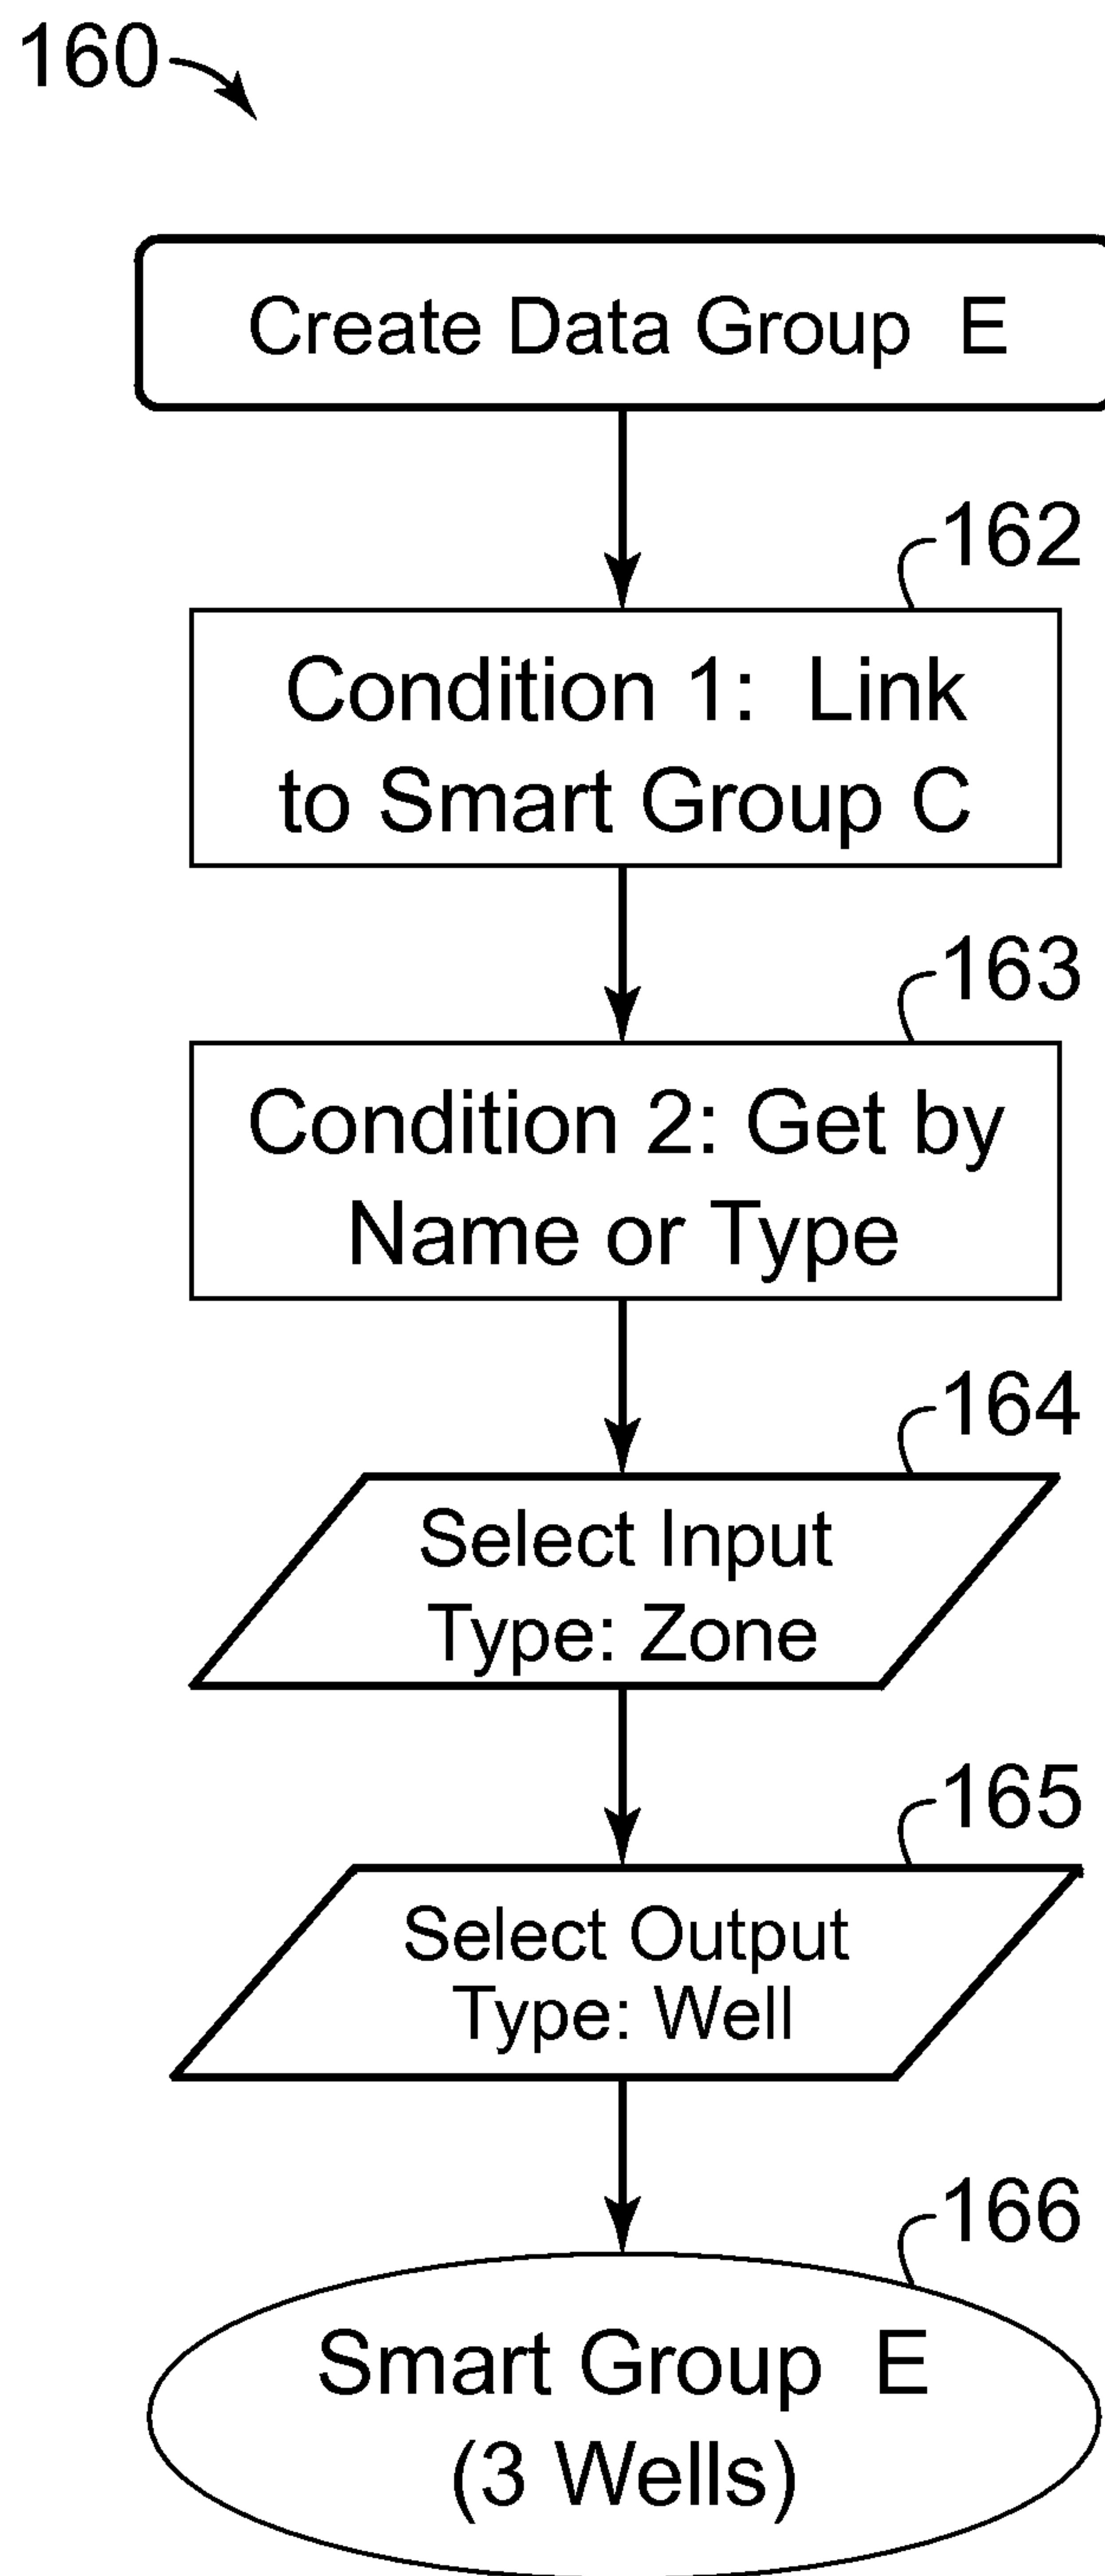 160
Create Data Group E
162
Condition 1: Link
to Smart Group C
163
Condition 2: Get by
Name or Type
164
Select Input
Type: Zone
165
Select Output
Type: Well
166
Smart Group E
(3 Wells)